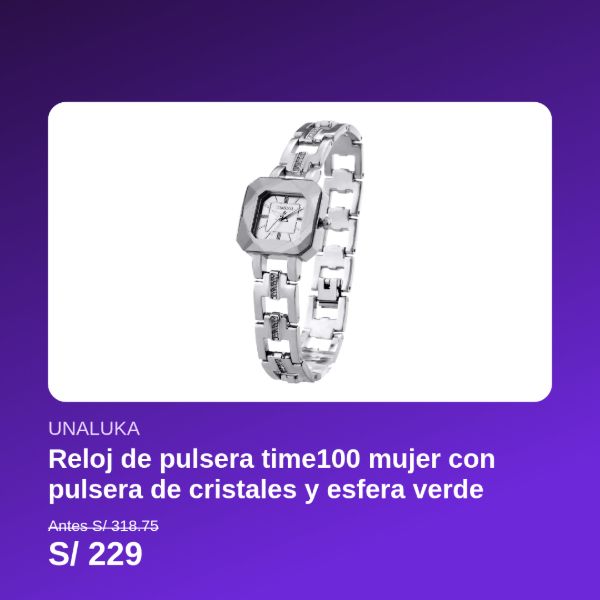 UNALUKA
Reloj de pulsera time100 mujer con
pulsera de cristales y esfera verde
Antes S/ 318.75
S/ 229